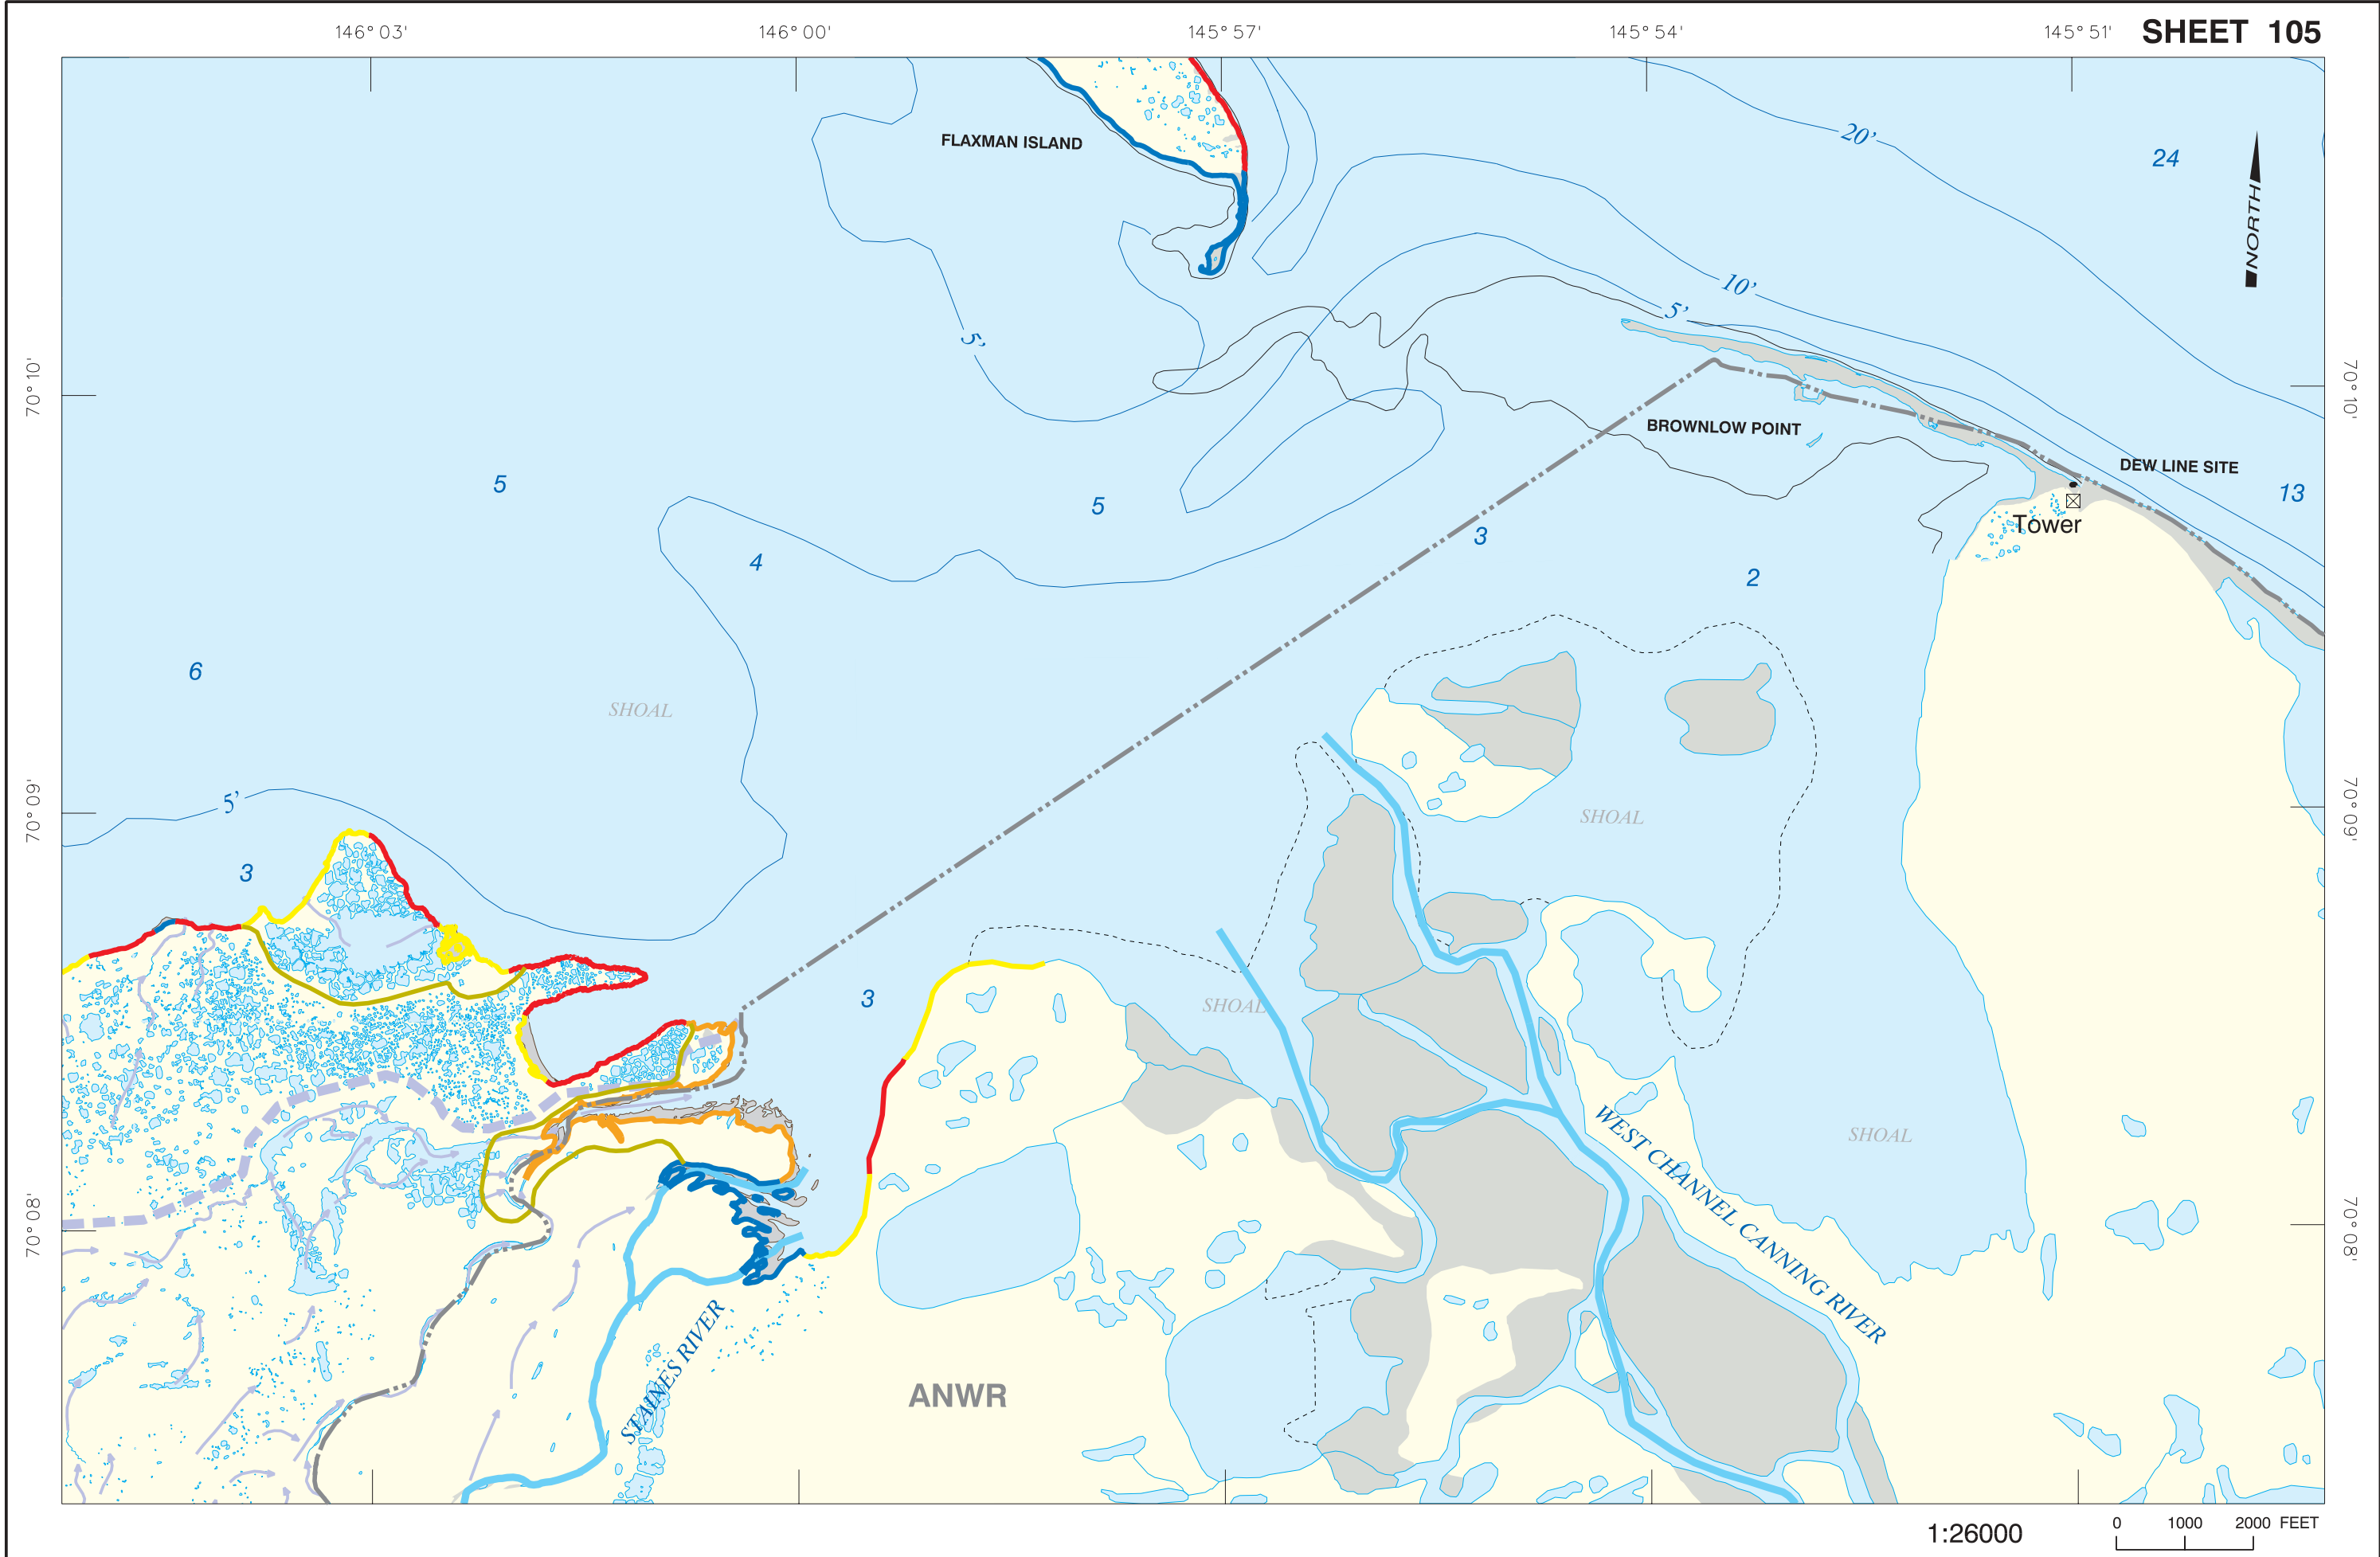 146° 03'
146° 00'
145° 57'
145° 54'
145° 51'
SHEET 105
20’
24
FLAXMAN ISLAND
NORTH
10’
5’
5’
70° 10'
70° 10'
BROWNLOW POINT
DEW LINE SITE
5
13
5
Tower
3
4
2
6
SHOAL
5’
70° 09'
70° 09'
SHOAL
3
3
SHOAL
SHOAL
WEST CHANNEL CANNING RIVER
70° 08'
70° 08'
STAINES RIVER
ANWR
1:26000
0 1000 2000 FEET